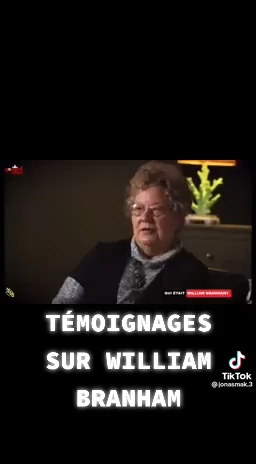 QUI ÉTAIT WILLIAM BRANHAM?
TÉMOIGNAGES
SUR WILLIAM
BRANHAM
TikTok
@jonasmak.3